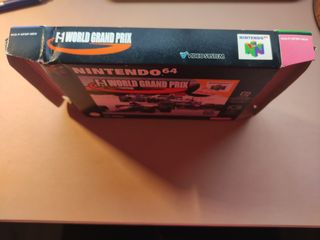 F-1 WORLD GRAND PRIX
VIDEO SYSTEM
NINTENDO 64
NINTENDO 64
F-1 WORLD GRAND PRIX